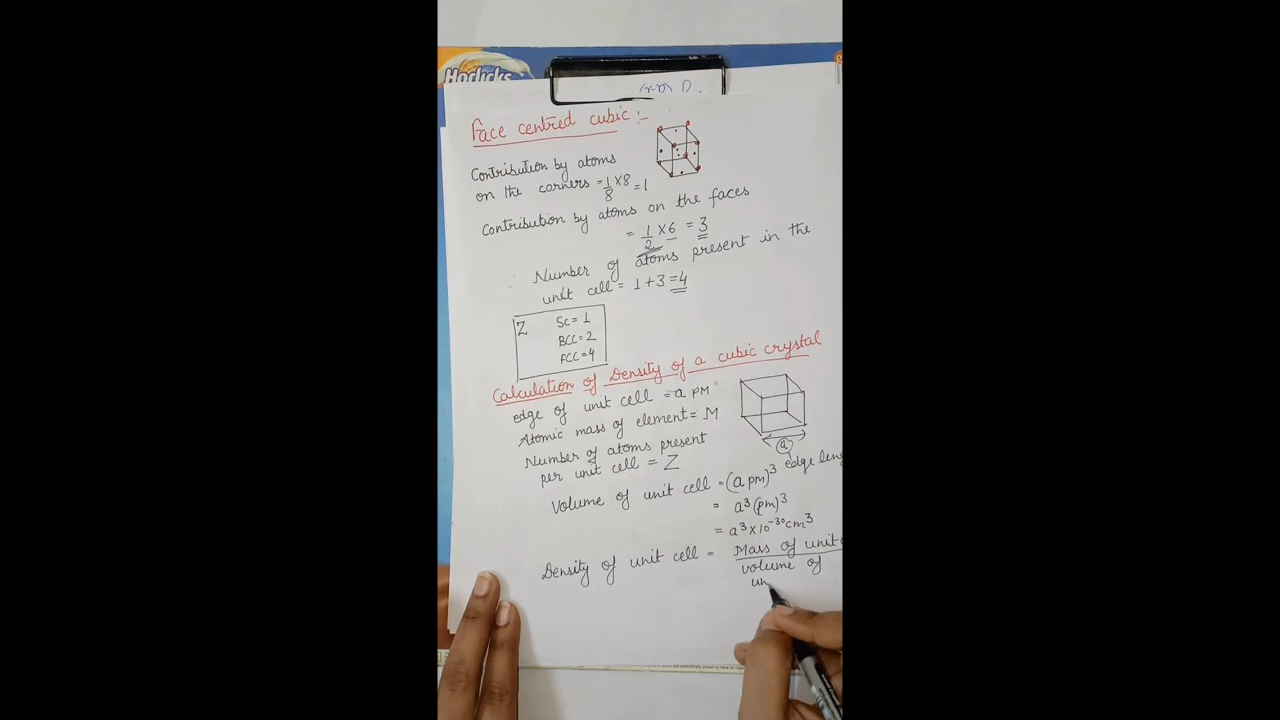 Horlicks
Face centred cubic :-
Contribution by atoms
on the corners = 1/8 × 8 = 1
Contribution by atoms on the faces
= 1/2 × 6 = 3
∴ Number of atoms present in the
unit cell = 1 + 3 = 4
Z SC = 1
BCC = 2
FCC = 4
Calculation of Density of a cubic crystal
edge of unit cell = a pm
Atomic mass of element = M
a
Number of atoms present
per unit cell = Z
edge leng
Volume of unit cell = (a pm)³
= a³ (pm)³
= a³ × 10⁻³⁰ cm³
Density of unit cell = Mass of unit
volume of
un